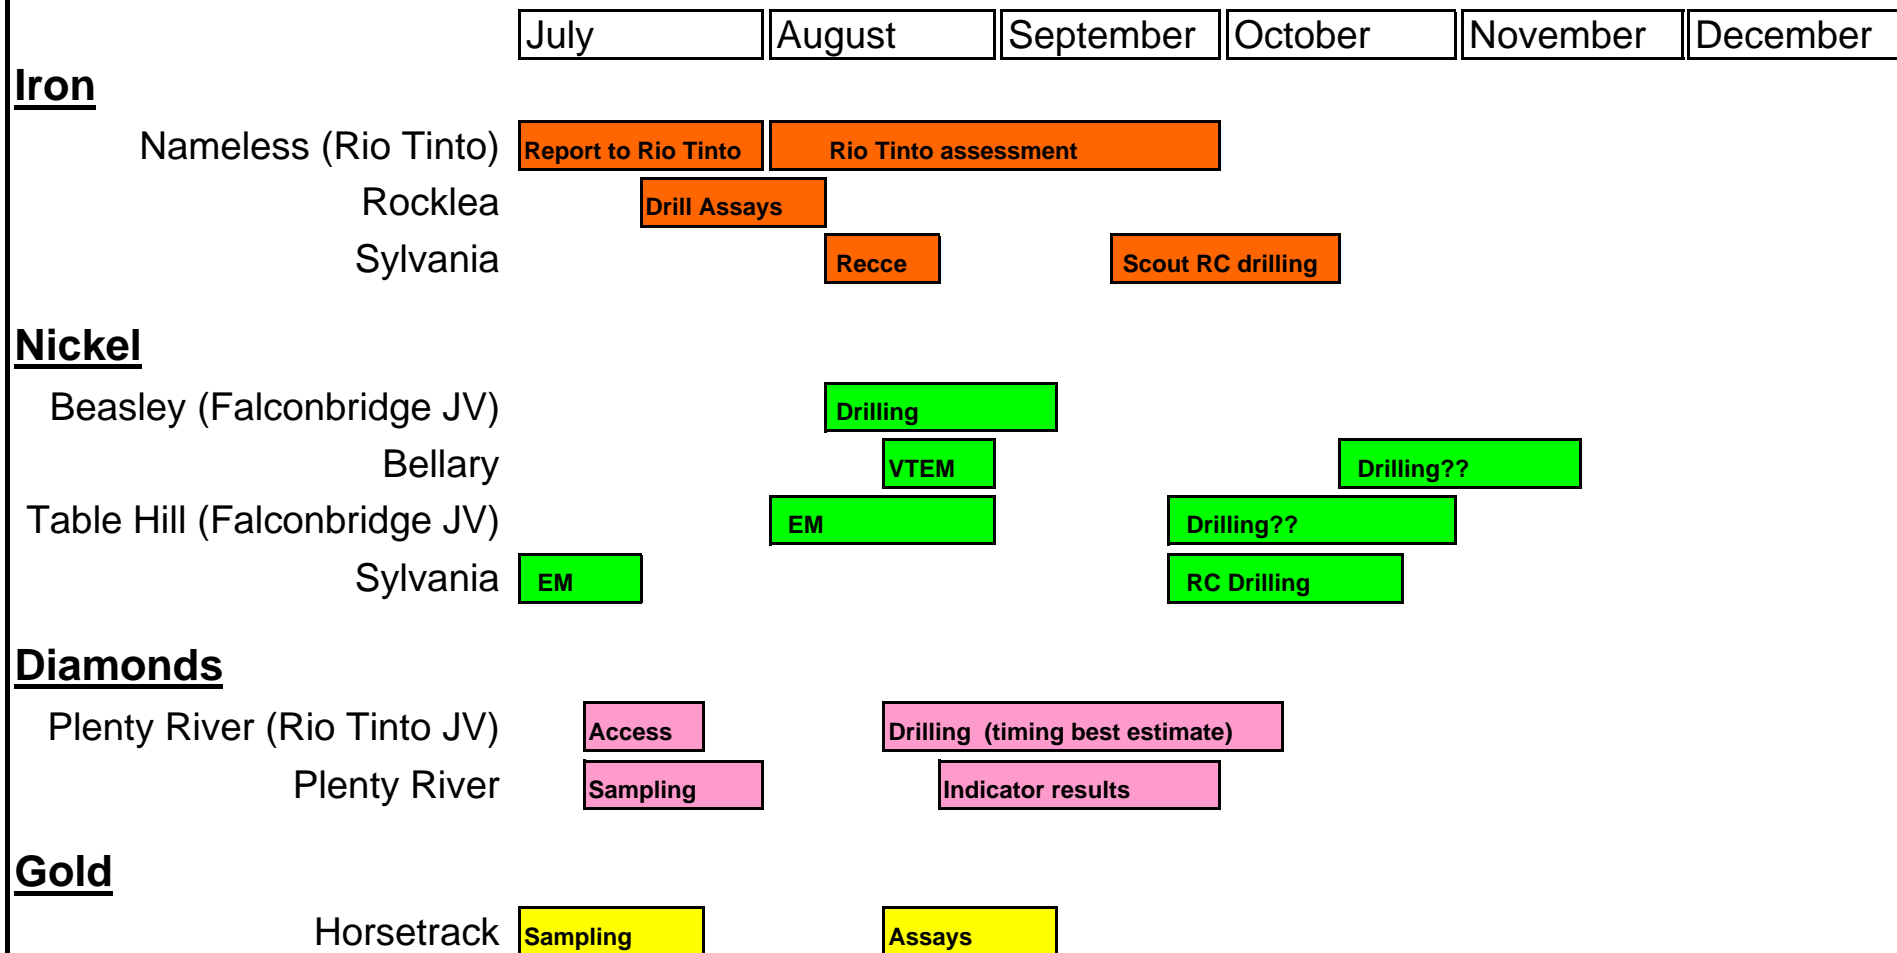 July August September October November December
Iron
Nameless (Rio Tinto) Report to Rio Tinto Rio Tinto assessment
Rocklea Drill Assays
Sylvania Recce Scout RC drilling
Nickel
Beasley (Falconbridge JV) Drilling
Bellary VTEM Drilling??
Table Hill (Falconbridge JV) EM Drilling??
Sylvania EM RC Drilling
Diamonds
Plenty River (Rio Tinto JV) Access Drilling (timing best estimate)
Plenty River Sampling Indicator results
Gold
Horsetrack Sampling Assays